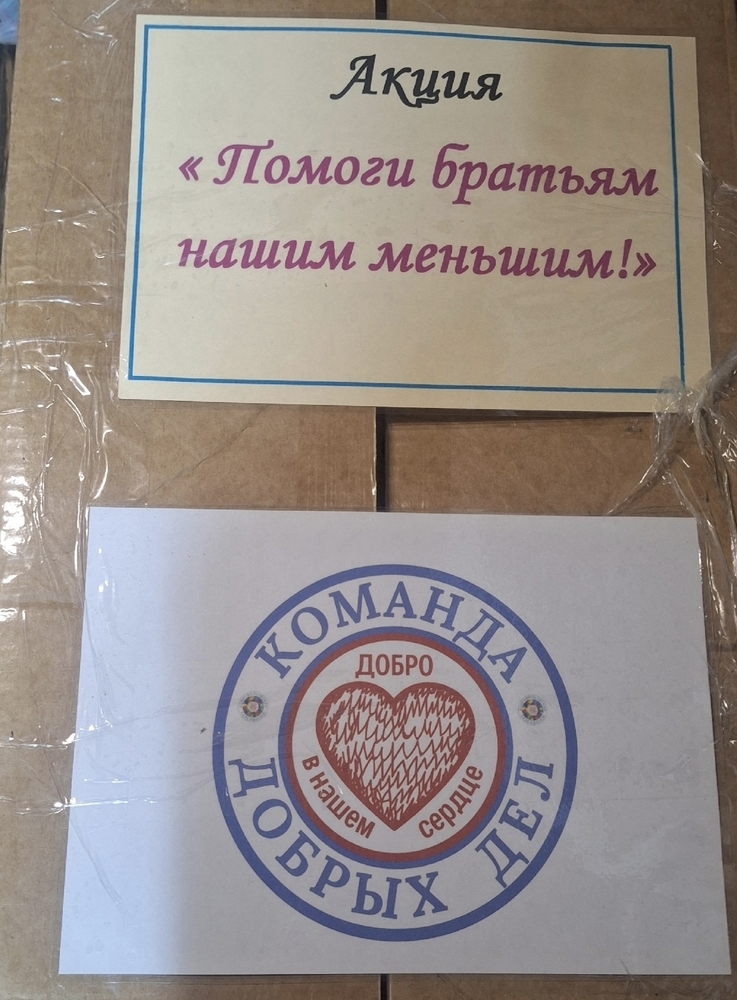 Акция
« Помоги братьям
нашим меньшим!»
КОМАНДА
ДОБРЫХ ДЕЛ
ДОБРО
в нашем сердце